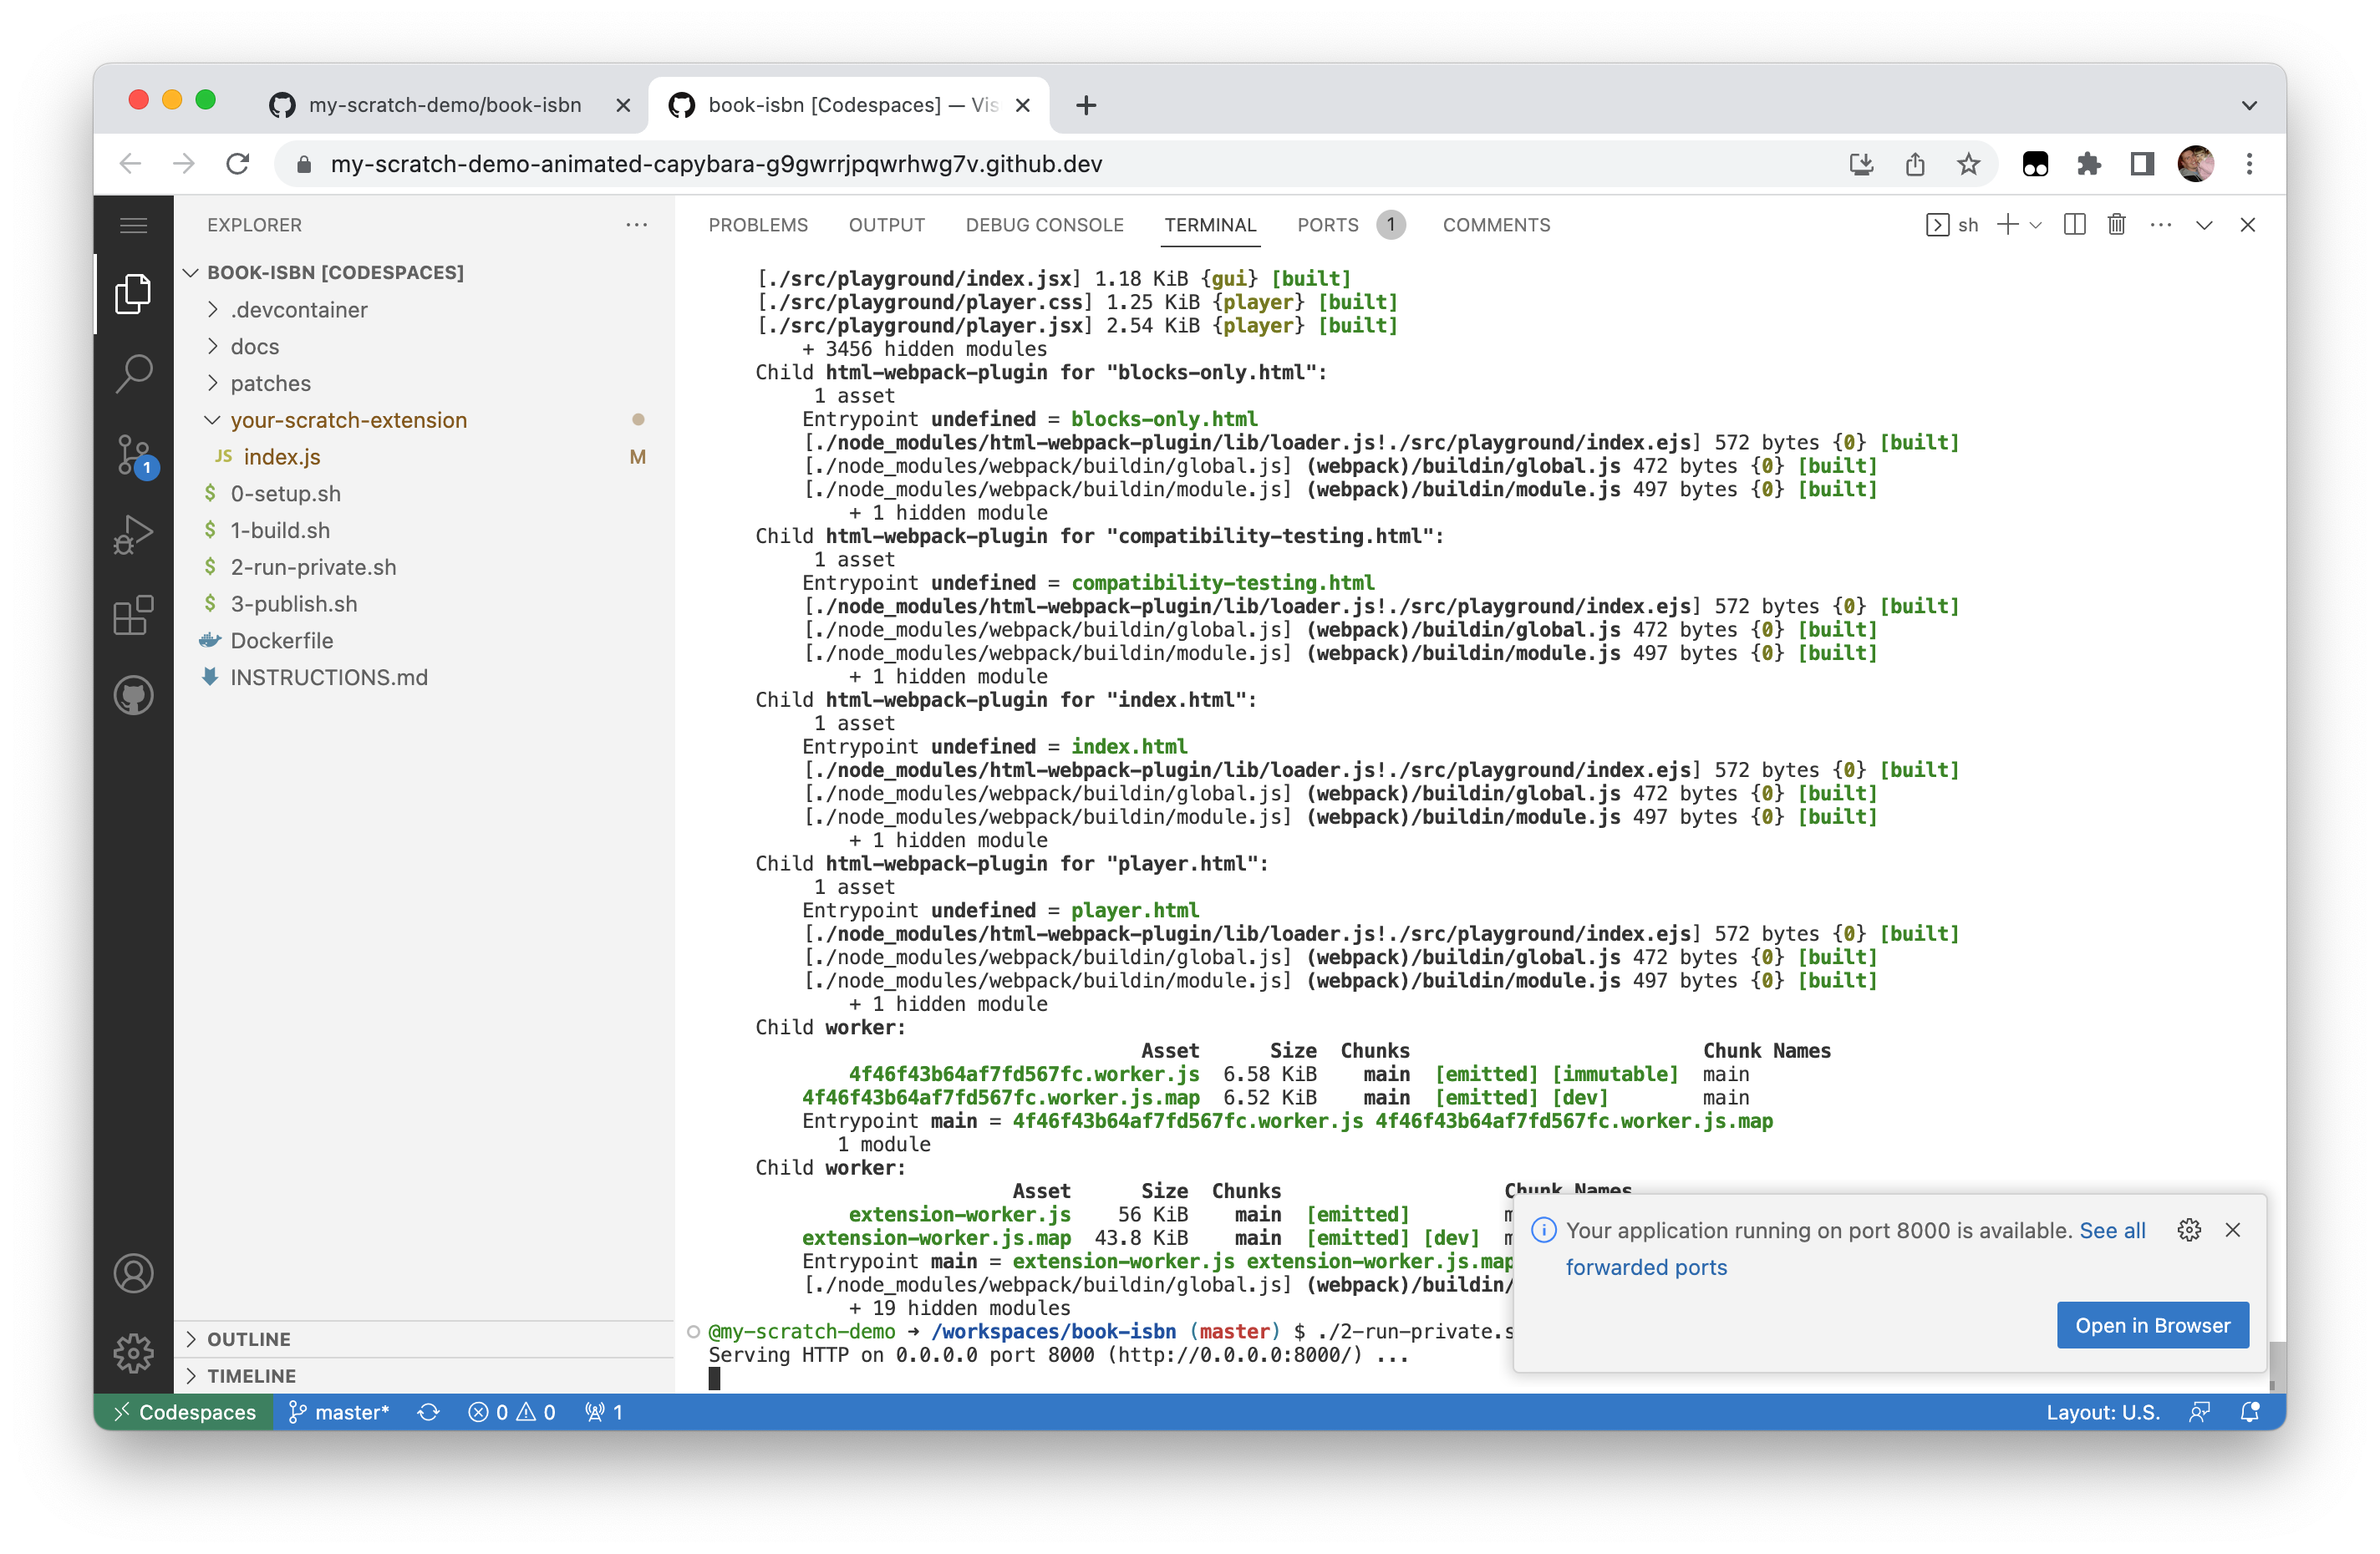 my-scratch-demo/book-isbn
book-isbn [Codespaces] — Vis
my-scratch-demo-animated-capybara-g9gwrrjpqwrhwg7v.github.dev
EXPLORER
BOOK-ISBN [CODESPACES]
.devcontainer
docs
patches
your-scratch-extension
JS index.js M
$ 0-setup.sh
$ 1-build.sh
$ 2-run-private.sh
$ 3-publish.sh
Dockerfile
INSTRUCTIONS.md
1
OUTLINE
TIMELINE
PROBLEMS OUTPUT DEBUG CONSOLE TERMINAL PORTS 1 COMMENTS
sh
[./src/playground/index.jsx] 1.18 KiB {gui} [built]
[./src/playground/player.css] 1.25 KiB {player} [built]
[./src/playground/player.jsx] 2.54 KiB {player} [built]
+ 3456 hidden modules
Child html-webpack-plugin for "blocks-only.html":
1 asset
Entrypoint undefined = blocks-only.html
[./node_modules/html-webpack-plugin/lib/loader.js!./src/playground/index.ejs] 572 bytes {0} [built]
[./node_modules/webpack/buildin/global.js] (webpack)/buildin/global.js 472 bytes {0} [built]
[./node_modules/webpack/buildin/module.js] (webpack)/buildin/module.js 497 bytes {0} [built]
+ 1 hidden module
Child html-webpack-plugin for "compatibility-testing.html":
1 asset
Entrypoint undefined = compatibility-testing.html
[./node_modules/html-webpack-plugin/lib/loader.js!./src/playground/index.ejs] 572 bytes {0} [built]
[./node_modules/webpack/buildin/global.js] (webpack)/buildin/global.js 472 bytes {0} [built]
[./node_modules/webpack/buildin/module.js] (webpack)/buildin/module.js 497 bytes {0} [built]
+ 1 hidden module
Child html-webpack-plugin for "index.html":
1 asset
Entrypoint undefined = index.html
[./node_modules/html-webpack-plugin/lib/loader.js!./src/playground/index.ejs] 572 bytes {0} [built]
[./node_modules/webpack/buildin/global.js] (webpack)/buildin/global.js 472 bytes {0} [built]
[./node_modules/webpack/buildin/module.js] (webpack)/buildin/module.js 497 bytes {0} [built]
+ 1 hidden module
Child html-webpack-plugin for "player.html":
1 asset
Entrypoint undefined = player.html
[./node_modules/html-webpack-plugin/lib/loader.js!./src/playground/index.ejs] 572 bytes {0} [built]
[./node_modules/webpack/buildin/global.js] (webpack)/buildin/global.js 472 bytes {0} [built]
[./node_modules/webpack/buildin/module.js] (webpack)/buildin/module.js 497 bytes {0} [built]
+ 1 hidden module
Child worker:
Asset Size Chunks Chunk Names
4f46f43b64af7fd567fc.worker.js 6.58 KiB main [emitted] [immutable] main
4f46f43b64af7fd567fc.worker.js.map 6.52 KiB main [emitted] [dev] main
Entrypoint main = 4f46f43b64af7fd567fc.worker.js 4f46f43b64af7fd567fc.worker.js.map
1 module
Child worker:
Asset Size Chunks Chunk Names
extension-worker.js 56 KiB main [emitted]
extension-worker.js.map 43.8 KiB main [emitted] [dev]
Entrypoint main = extension-worker.js extension-worker.js.map
[./node_modules/webpack/buildin/global.js] (webpack)/buildin/
+ 19 hidden modules
@my-scratch-demo ➜ /workspaces/book-isbn (master) $ ./2-run-private.s
Serving HTTP on 0.0.0.0 port 8000 (http://0.0.0.0:8000/) ...
Your application running on port 8000 is available. See all
forwarded ports
Open in Browser
Codespaces master* 0 0 1 Layout: U.S.